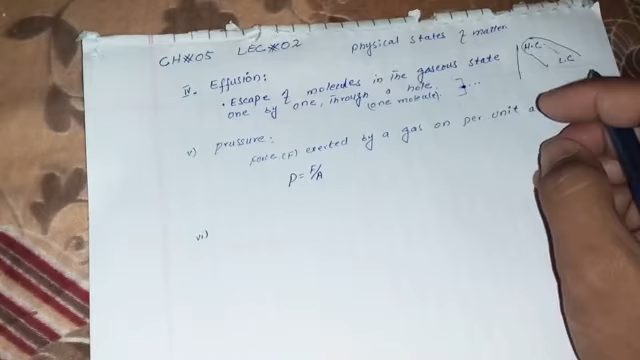 CH*05 LEC*02 Physical states of matter
H.C
L.C
IV. Effusion:
• Escape of molecules in the gaseous state
one by one, through a hole.
(one molecule).
v) pressure:
Force (F) exerted by a gas on per unit a
P = F/A
vi)